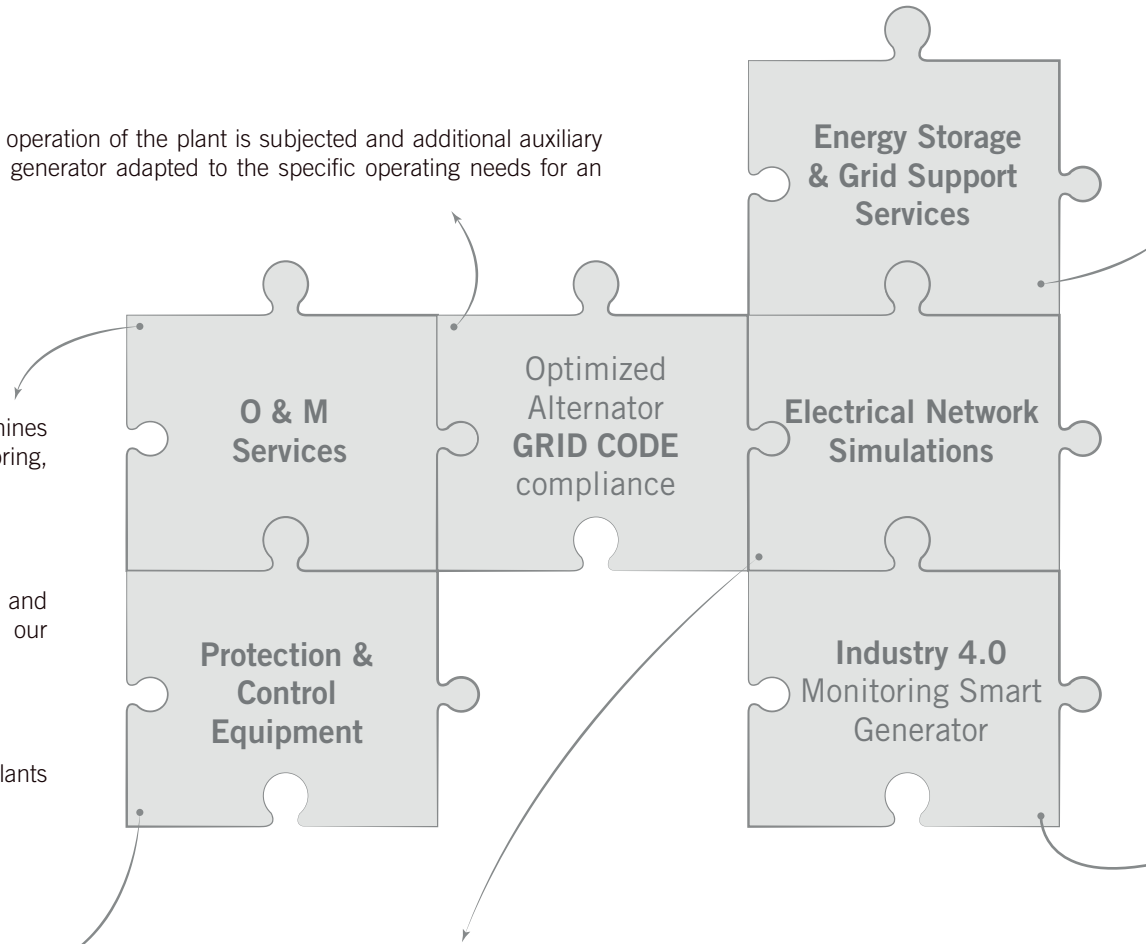 operation of the plant is subjected and additional auxiliary
generator adapted to the specific operating needs for an
Energy Storage
& Grid Support
Services
O & M
Services
Optimized
Alternator
GRID CODE
compliance
Electrical Network
Simulations
oring,
and
our
Protection &
Control
Equipment
Industry 4.0
Monitoring Smart
Generator
lants